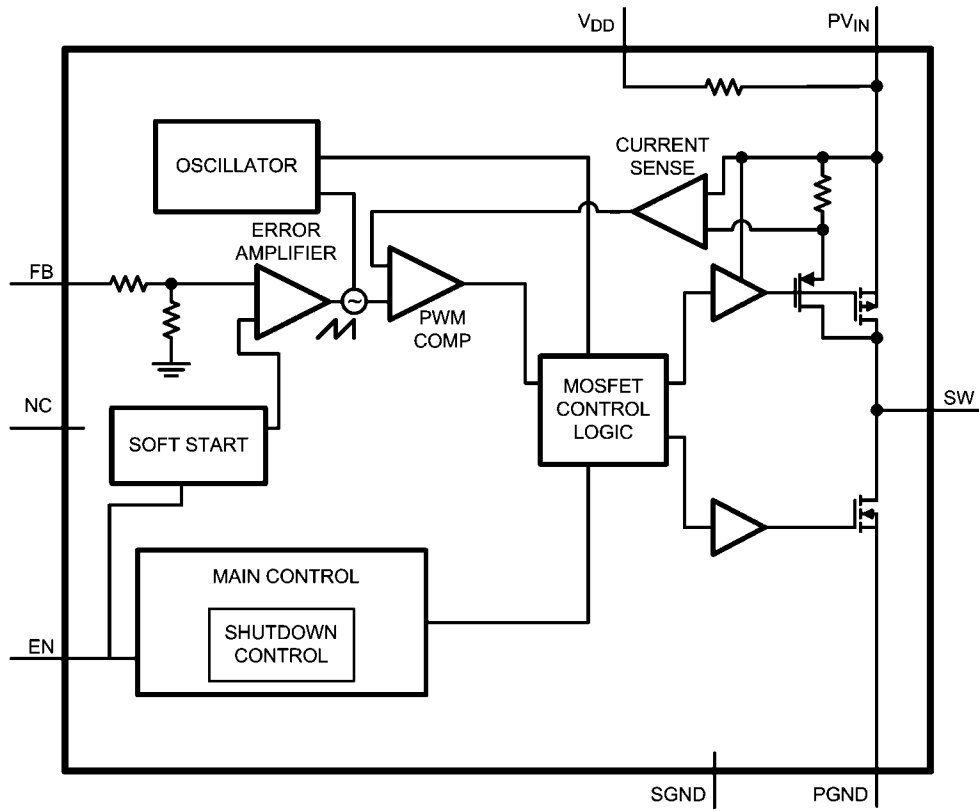 VDD
PVIN
OSCILLATOR
CURRENT
SENSE
ERROR
AMPLIFIER
FB
~
PWM
COMP
MOSFET
CONTROL
LOGIC
NC
SW
SOFT START
MAIN CONTROL
SHUTDOWN
CONTROL
EN
SGND
PGND